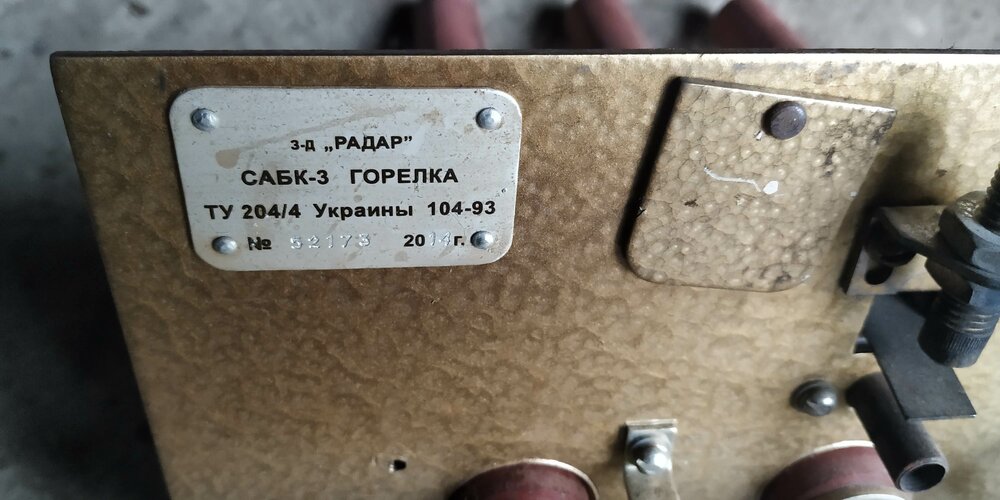 з-д „РАДАР”
САБК-3 ГОРЕЛКА
ТУ 204/4 Украины 104-93
№ 52173 2014г.